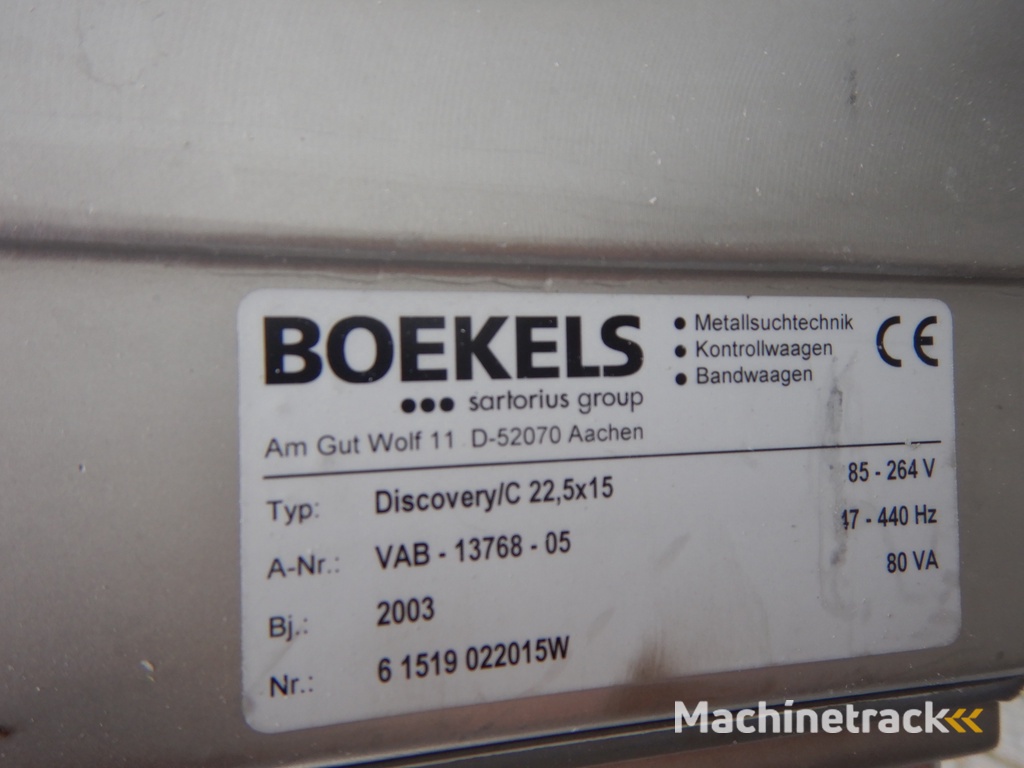 BOEKELS
sartorius group
Am Gut Wolf 11 D-52070 Aachen
• Metallsuchtechnik
• Kontrollwaagen
• Bandwaagen
CE
Typ: Discovery/C 22,5x15 85 - 264 V
A-Nr.: VAB - 13768 - 05 47 - 440 Hz
Bj.: 2003 80 VA
Nr.: 6 1519 022015W
Machinetrack